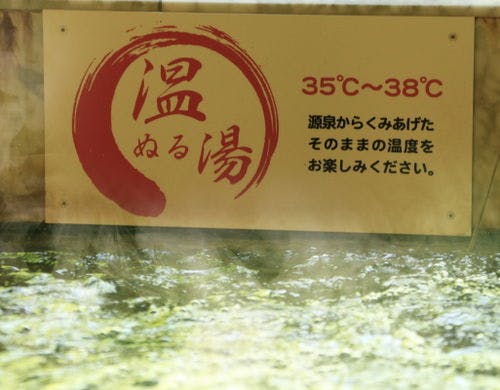 温
ぬる湯
35℃～38℃
源泉からくみあげた
そのままの温度を
お楽しみください。